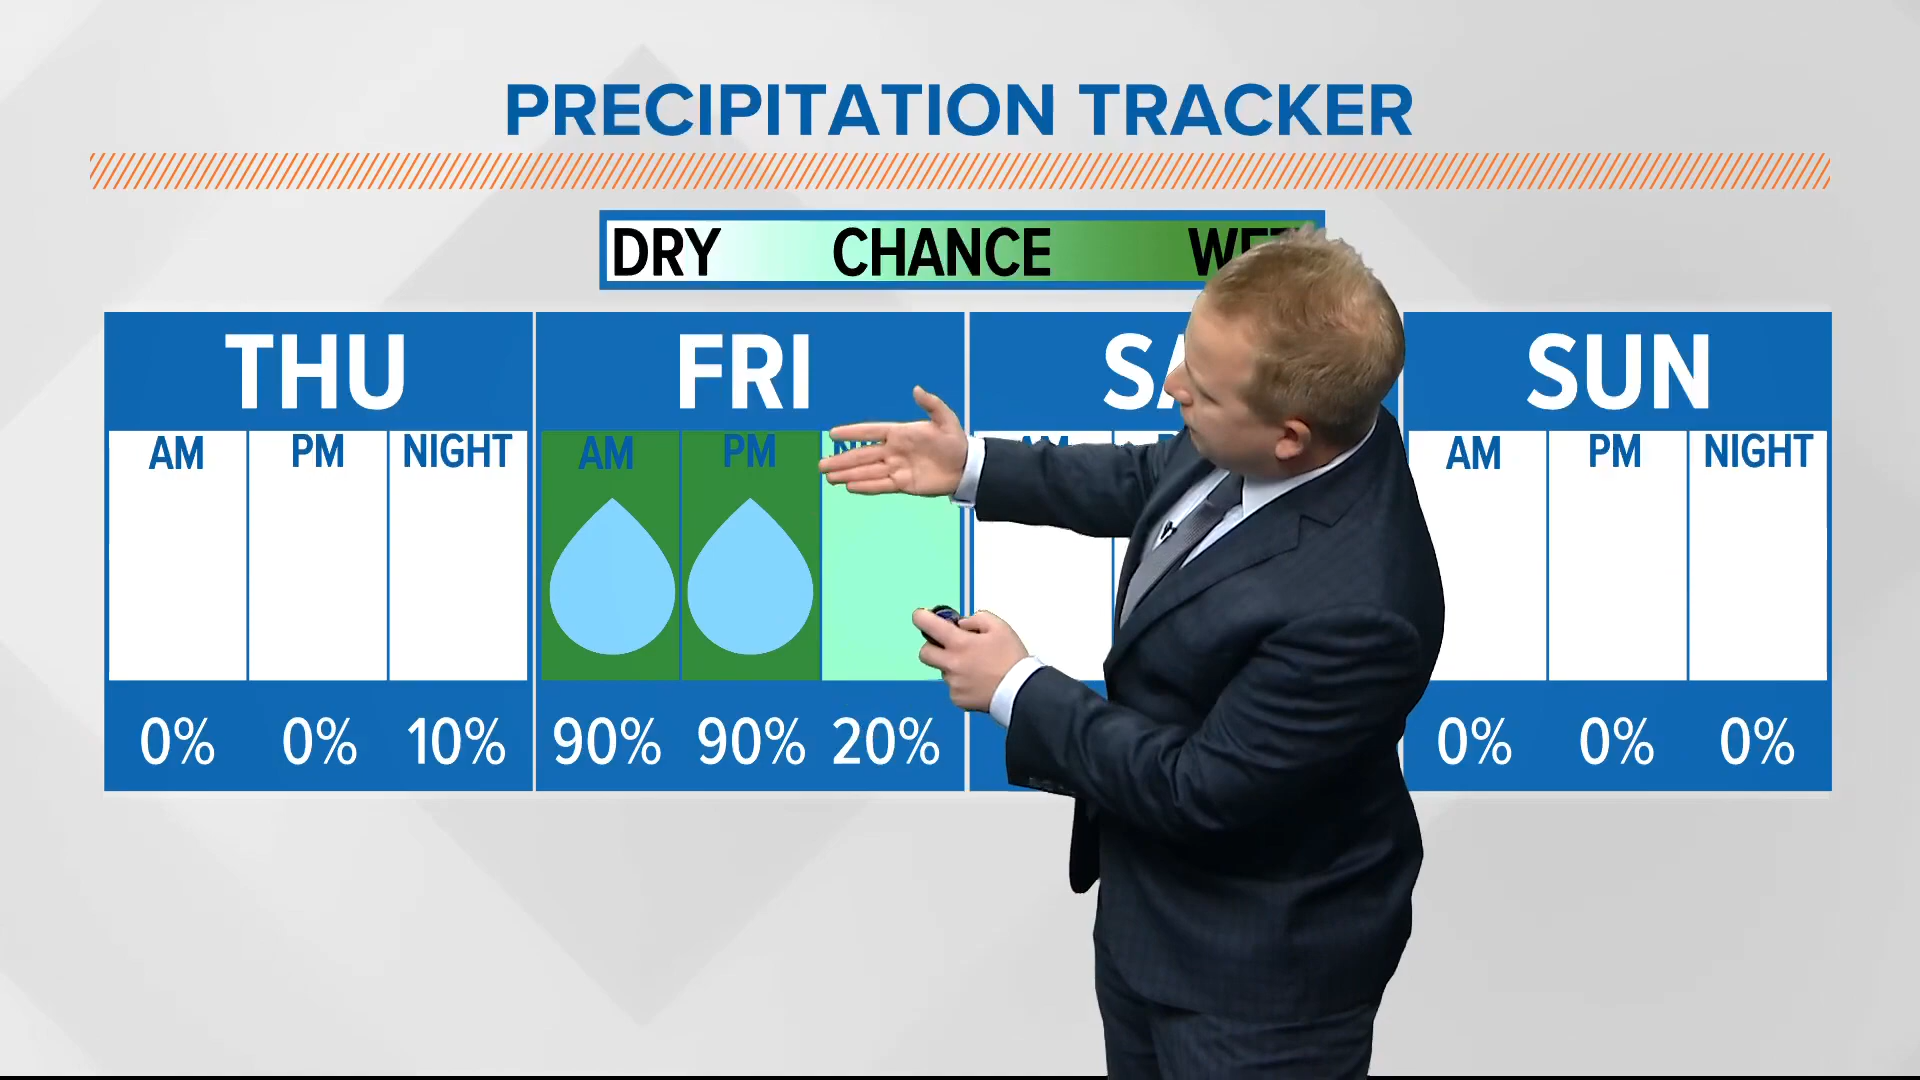 PRECIPITATION TRACKER
DRY CHANCE
THU FRI SUN
AM PM NIGHT AM PM AM PM NIGHT
0% 0% 10% 90% 90% 20% 0% 0% 0%